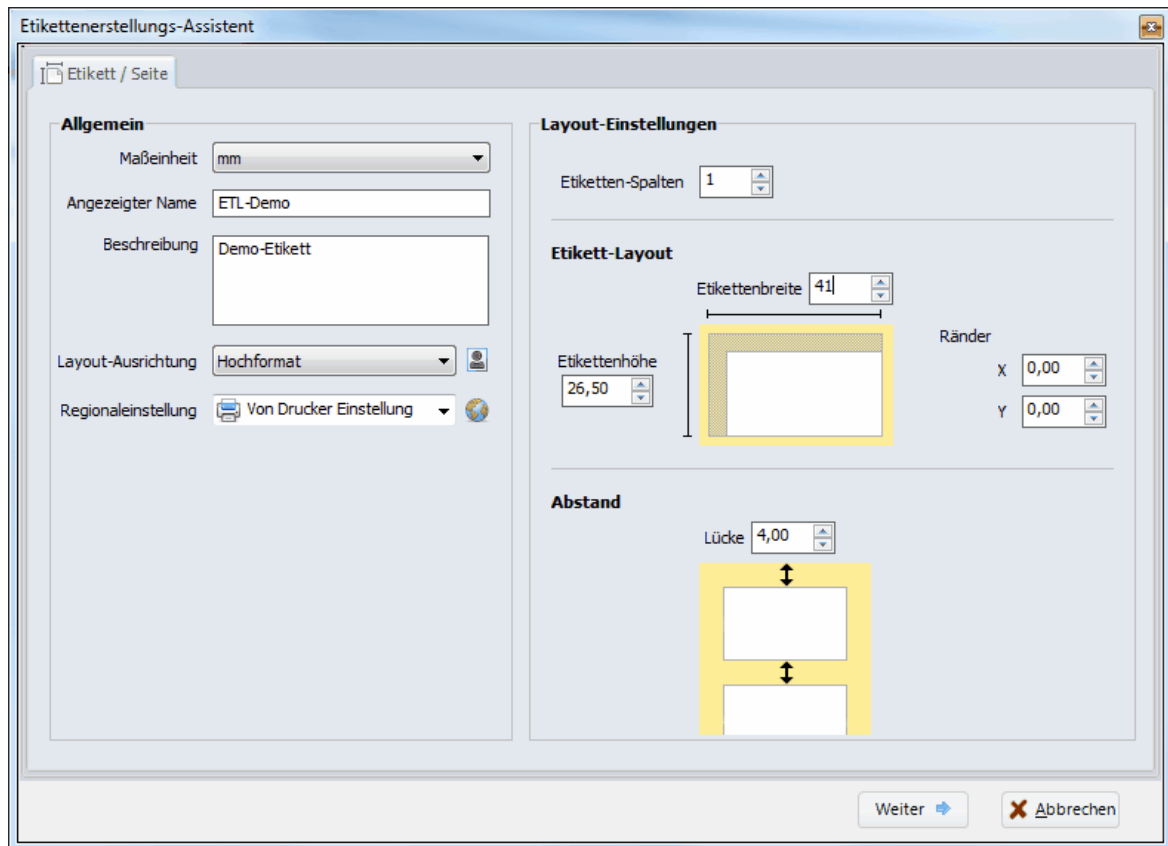 Etikettenerstellungs-Assistent
Etikett / Seite
Allgemein
Maßeinheit mm
Angezeigter Name ETL-Demo
Beschreibung Demo-Etikett
Layout-Ausrichtung Hochformat
Regionaleinstellung Von Drucker Einstellung
Layout-Einstellungen
Etiketten-Spalten 1
Etikett-Layout
Etikettenbreite 41
Etikettenhöhe
26,50
Ränder
X 0,00
Y 0,00
Abstand
Lücke 4,00
Weiter
Abbrechen